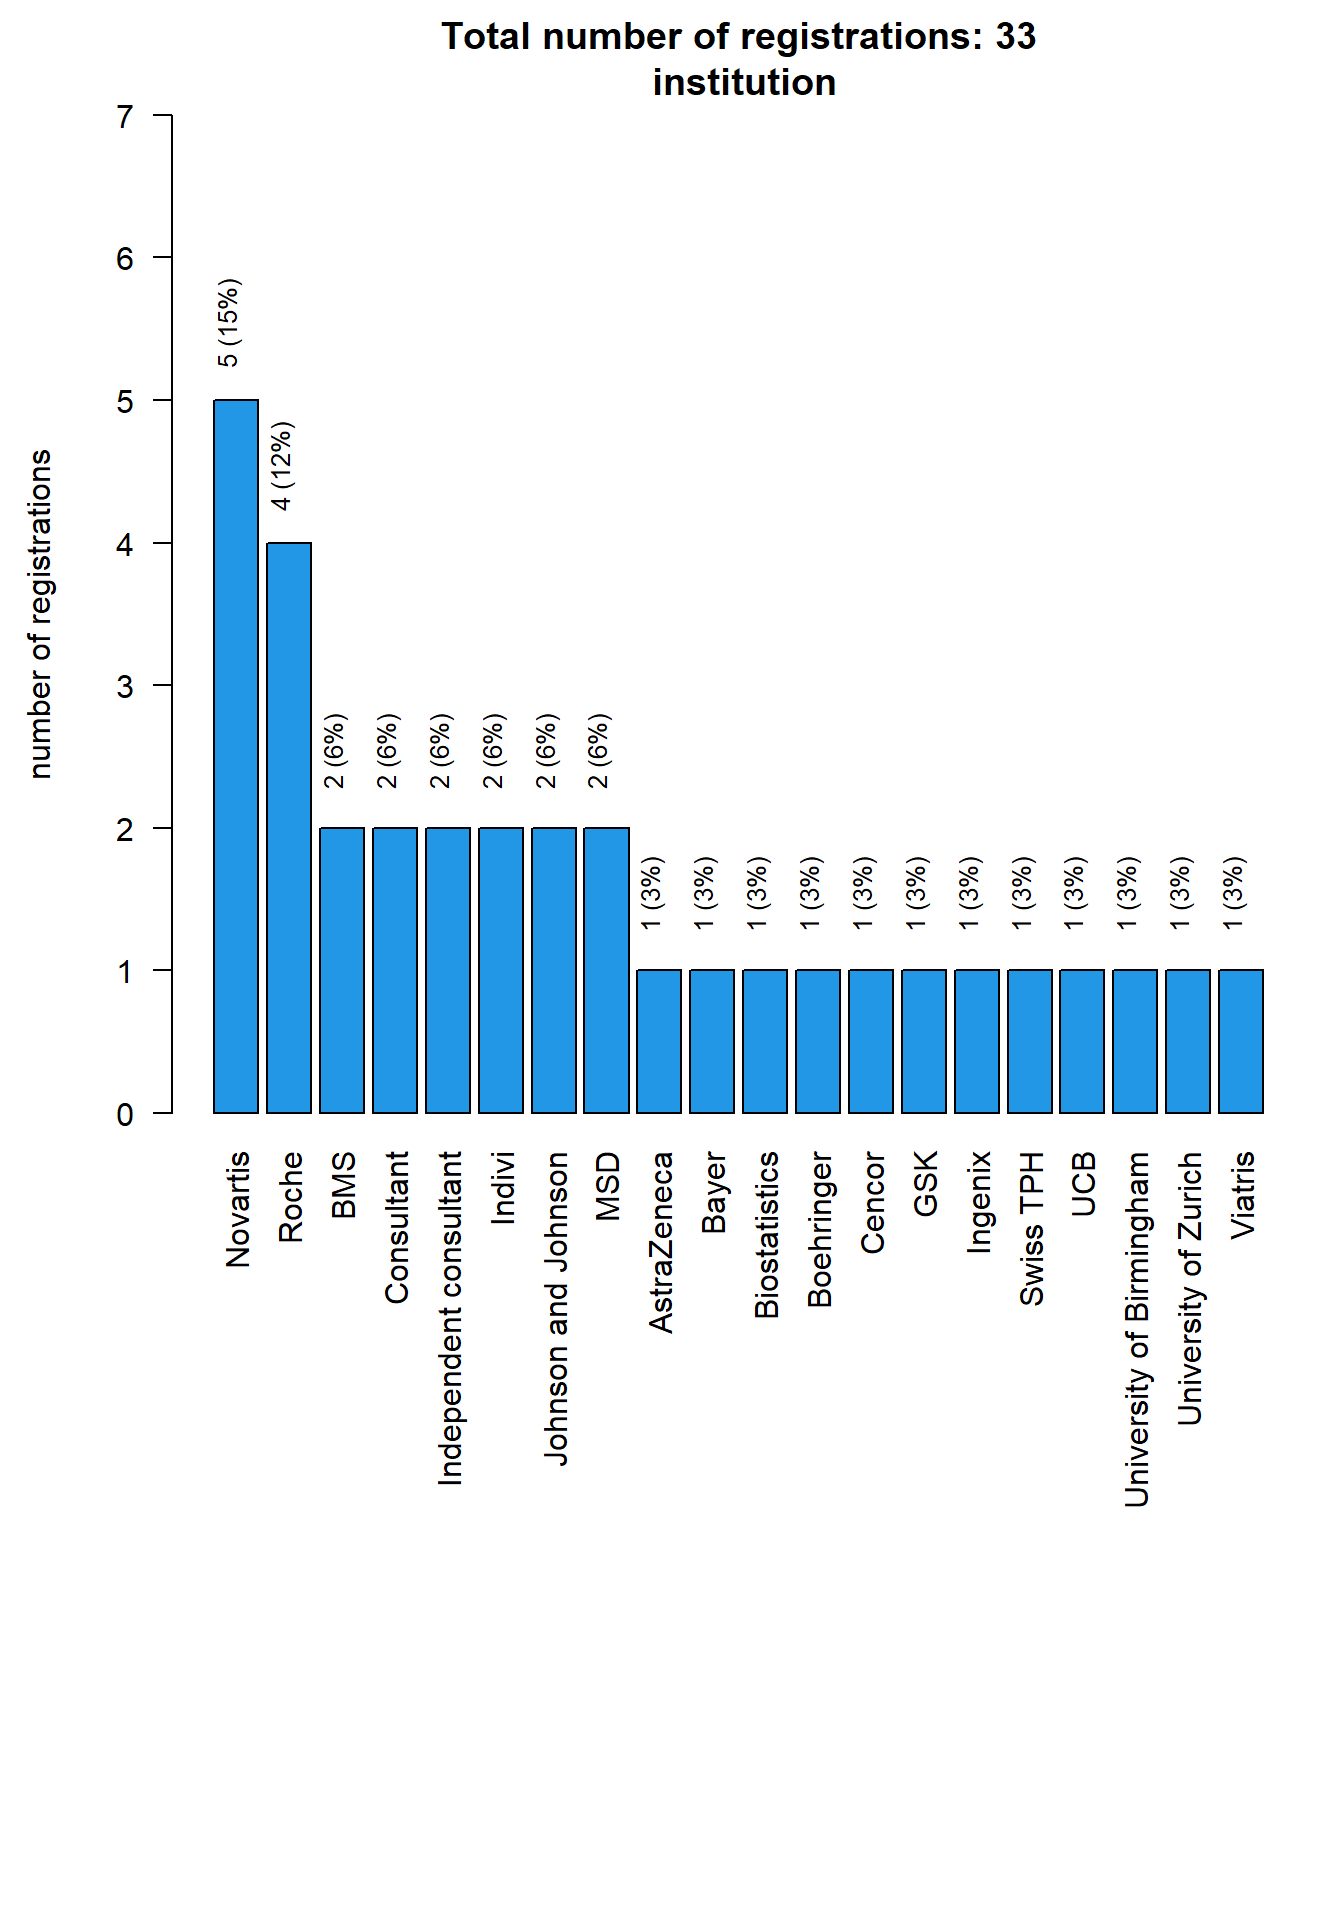 Total number of registrations: 33
institution
number of registrations
7
6
5
4
3
2
1
0
5 (15%)
4 (12%)
2 (6%)
2 (6%)
2 (6%)
2 (6%)
2 (6%)
2 (6%)
1 (3%)
1 (3%)
1 (3%)
1 (3%)
1 (3%)
1 (3%)
1 (3%)
1 (3%)
1 (3%)
1 (3%)
1 (3%)
1 (3%)
Novartis
Roche
BMS
Consultant
Independent consultant
Indivi
Johnson and Johnson
MSD
AstraZeneca
Bayer
Biostatistics
Boehringer
Cencor
GSK
Ingenix
Swiss TPH
UCB
University of Birmingham
University of Zurich
Viatris